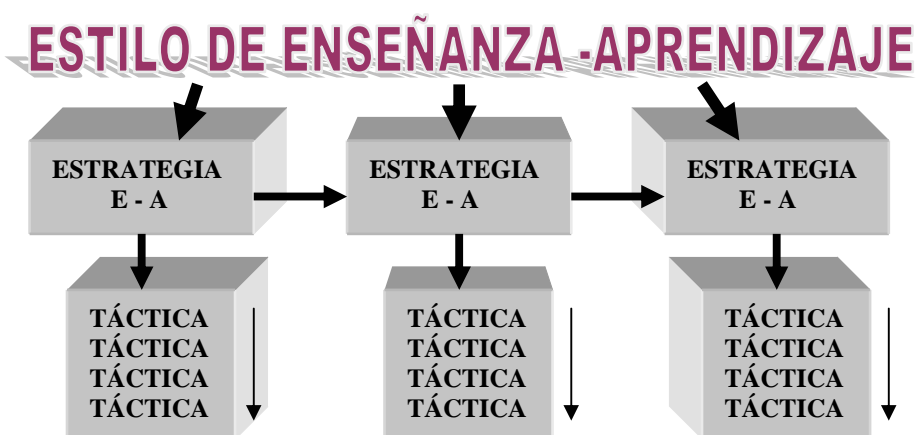 ESTILO DE ENSEÑANZA -APRENDIZAJE
ESTRATEGIA
E - A
ESTRATEGIA
E - A
ESTRATEGIA
E - A
TÁCTICA
TÁCTICA
TÁCTICA
TÁCTICA
TÁCTICA
TÁCTICA
TÁCTICA
TÁCTICA
TÁCTICA
TÁCTICA
TÁCTICA
TÁCTICA